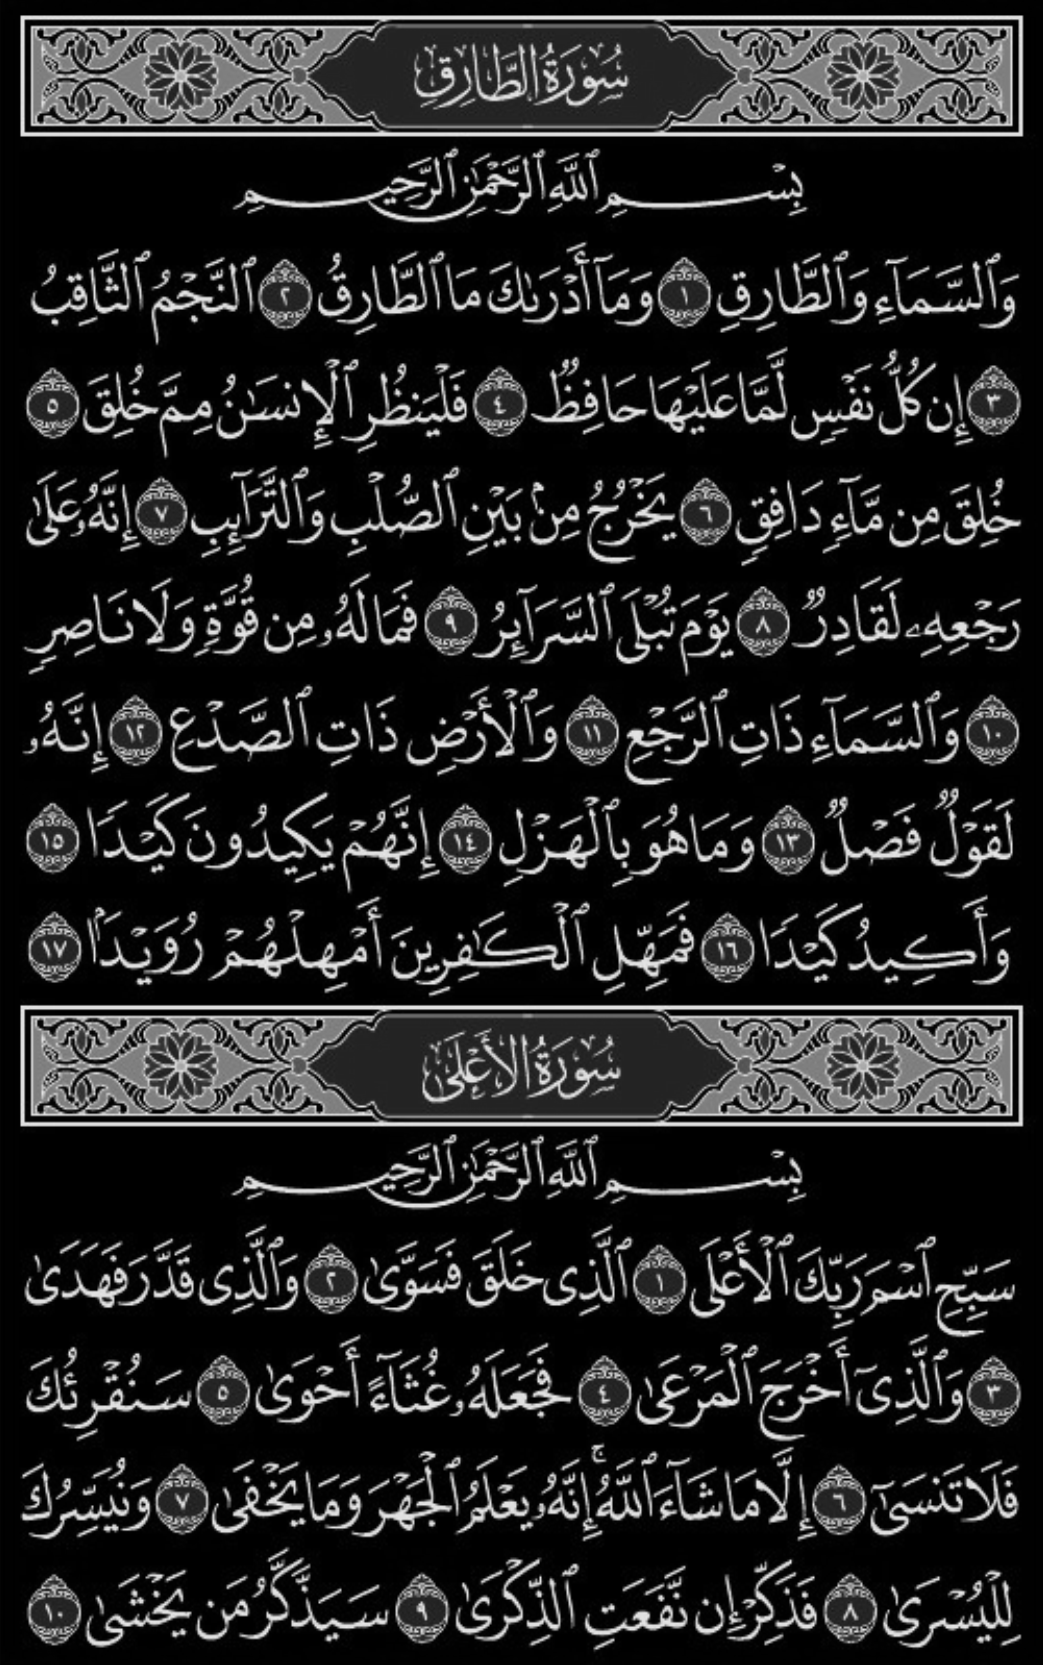 سُورَةُ الطَّارِقِ
بِسْمِ ٱللَّهِ ٱلرَّحْمَٰنِ ٱلرَّحِيمِ
وَٱلسَّمَآءِ وَٱلطَّارِقِ ١ وَمَآ أَدْرَىٰكَ مَا ٱلطَّارِقُ ٢ ٱلنَّجْمُ ٱلثَّاقِبُ
٣ إِن كُلُّ نَفْسٍ لَّمَّا عَلَيْهَا حَافِظٌ ٤ فَلْيَنظُرِ ٱلْإِنسَٰنُ مِمَّ خُلِقَ ٥
خُلِقَ مِن مَّآءٍ دَافِقٍ ٦ يَخْرُجُ مِنۢ بَيْنِ ٱلصُّلْبِ وَٱلتَّرَآئِبِ ٧ إِنَّهُۥ عَلَىٰ
رَجْعِهِۦ لَقَادِرٌ ٨ يَوْمَ تُبْلَى ٱلسَّرَآئِرُ ٩ فَمَا لَهُۥ مِن قُوَّةٍ وَلَا نَاصِرٍ
١٠ وَٱلسَّمَآءِ ذَاتِ ٱلرَّجْعِ ١١ وَٱلْأَرْضِ ذَاتِ ٱلصَّدْعِ ١٢ إِنَّهُۥ
لَقَوْلٌ فَصْلٌ ١٣ وَمَا هُوَ بِٱلْهَزْلِ ١٤ إِنَّهُمْ يَكِيدُونَ كَيْدًا ١٥
وَأَكِيدُ كَيْدًا ١٦ فَمَهِّلِ ٱلْكَٰفِرِينَ أَمْهِلْهُمْ رُوَيْدًۢا ١٧
سُورَةُ الأَعْلَىٰ
بِسْمِ ٱللَّهِ ٱلرَّحْمَٰنِ ٱلرَّحِيمِ
سَبِّحِ ٱسْمَ رَبِّكَ ٱلْأَعْلَى ١ ٱلَّذِى خَلَقَ فَسَوَّىٰ ٢ وَٱلَّذِى قَدَّرَ فَهَدَىٰ
٣ وَٱلَّذِىٓ أَخْرَجَ ٱلْمَرْعَىٰ ٤ فَجَعَلَهُۥ غُثَآءً أَحْوَىٰ ٥ سَنُقْرِئُكَ
فَلَا تَنسَىٰٓ ٦ إِلَّا مَا شَآءَ ٱللَّهُ ۚ إِنَّهُۥ يَعْلَمُ ٱلْجَهْرَ وَمَا يَخْفَىٰ ٧ وَنُيَسِّرُكَ
لِلْيُسْرَىٰ ٨ فَذَكِّرْ إِن نَّفَعَتِ ٱلذِّكْرَىٰ ٩ سَيَذَّكَّرُ مَن يَخْشَىٰ ١٠